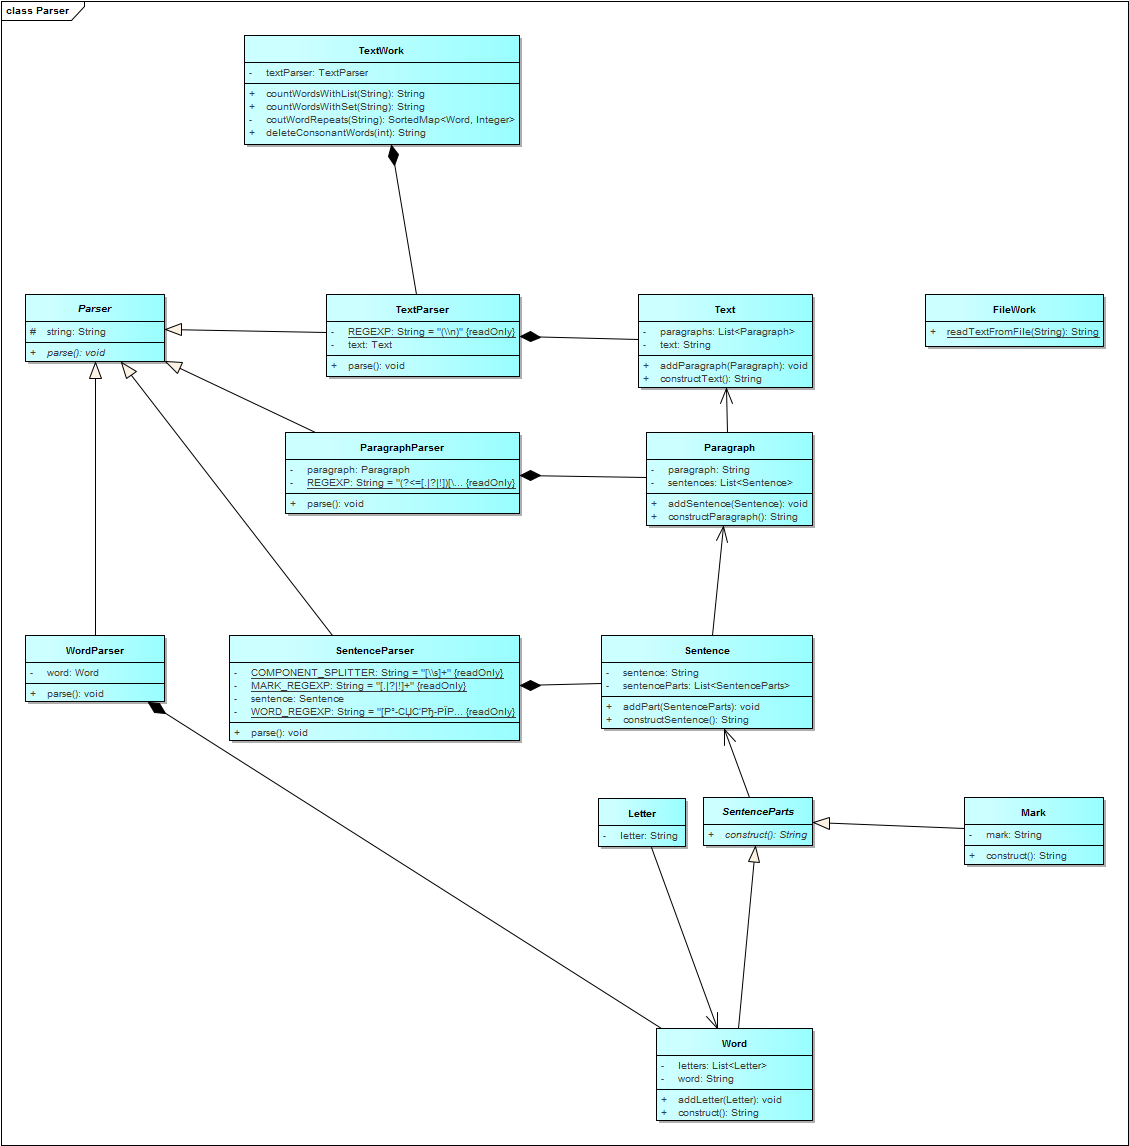 class Parser
TextWork
- textParser: TextParser
+ countWordsWithList(String): String
+ countWordsWithSet(String): String
- coutWordRepeats(String): SortedMap<Word, Integer>
+ deleteConsonantWords(int): String
Parser
# string: String
+ parse(): void
TextParser
- REGEXP: String = "(\\n)" {readOnly}
- text: Text
+ parse(): void
Text
- paragraphs: List<Paragraph>
- text: String
+ addParagraph(Paragraph): void
+ constructText(): String
FileWork
+ readTextFromFile(String): String
ParagraphParser
- paragraph: Paragraph
- REGEXP: String = "(?<=[.|?|!])[\... {readOnly}
+ parse(): void
Paragraph
- paragraph: String
- sentences: List<Sentence>
+ addSentence(Sentence): void
+ constructParagraph(): String
WordParser
- word: Word
+ parse(): void
SentenceParser
- COMPONENT_SPLITTER: String = "[\\s]+" {readOnly}
- MARK_REGEXP: String = "[.|?|!]+" {readOnly}
- sentence: Sentence
- WORD_REGEXP: String = {readOnly}
+ parse(): void
Sentence
- sentence: String
- sentenceParts: List<SentenceParts>
+ addPart(SentenceParts): void
+ constructSentence(): String
Letter
- letter: String
SentenceParts
+ construct(): String
Mark
- mark: String
+ construct(): String
Word
- letters: List<Letter>
- word: String
+ addLetter(Letter): void
+ construct(): String